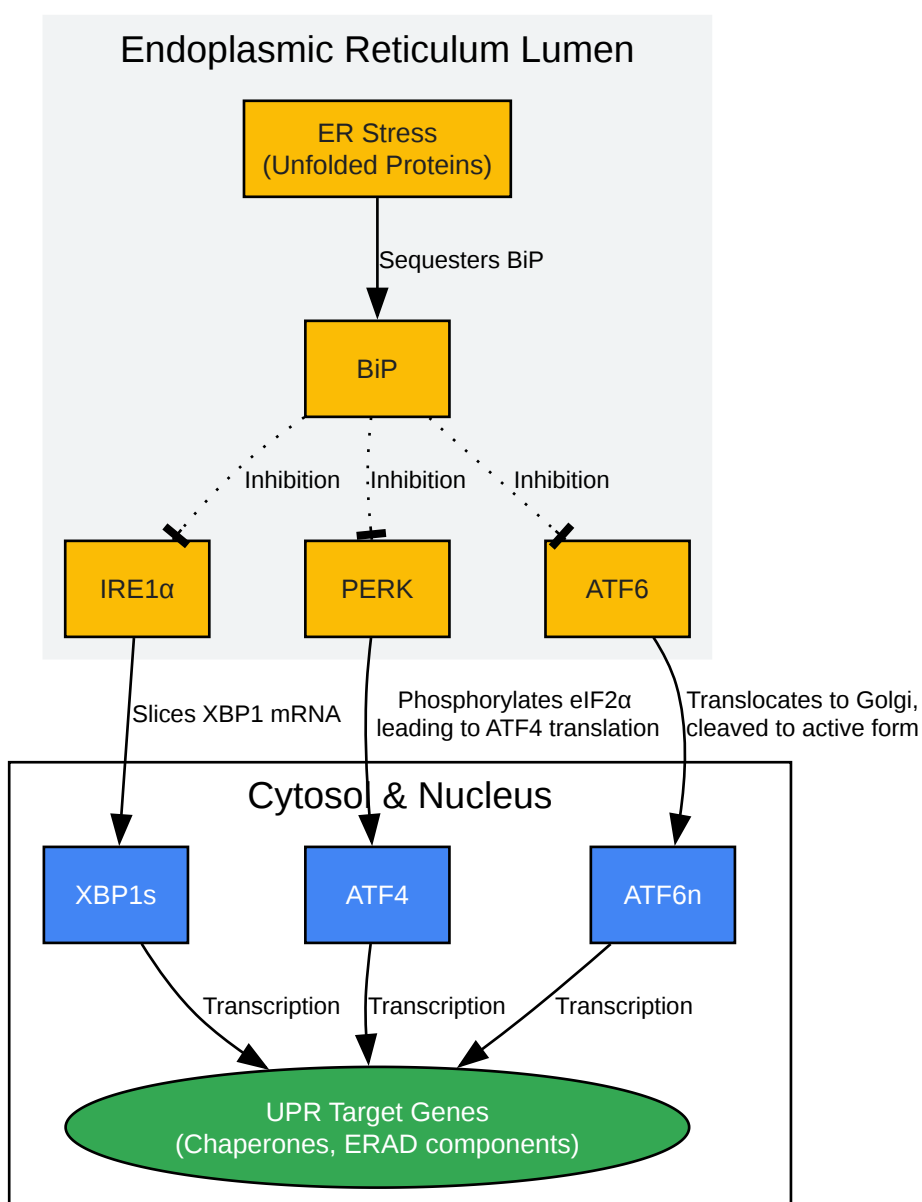 Endoplasmic Reticulum Lumen
ER Stress
(Unfolded Proteins)
Sequesters BiP
BiP
Inhibition
Inhibition
Inhibition
IRE1α
PERK
ATF6
Slices XBP1 mRNA
Phosphorylates eIF2α
leading to ATF4 translation
Translocates to Golgi,
cleaved to active form
Cytosol & Nucleus
XBP1s
ATF4
ATF6n
Transcription
Transcription
Transcription
UPR Target Genes
(Chaperones, ERAD components)